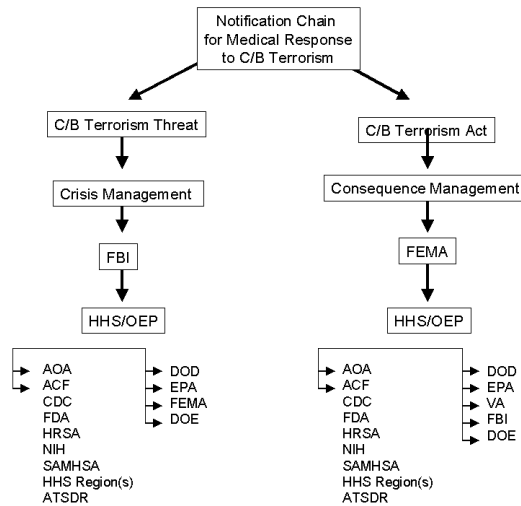 Notification Chain
for Medical Response
to C/B Terrorism
C/B Terrorism Threat
Crisis Management
FBI
HHS/OEP
AOA
ACF
CDC
FDA
HRSA
NIH
SAMHSA
HHS Region(s)
ATSDR
DOD
EPA
FEMA
DOE
C/B Terrorism Act
Consequence Management
FEMA
HHS/OEP
AOA
ACF
CDC
FDA
HRSA
NIH
SAMHSA
HHS Region(s)
ATSDR
DOD
EPA
VA
FBI
DOE